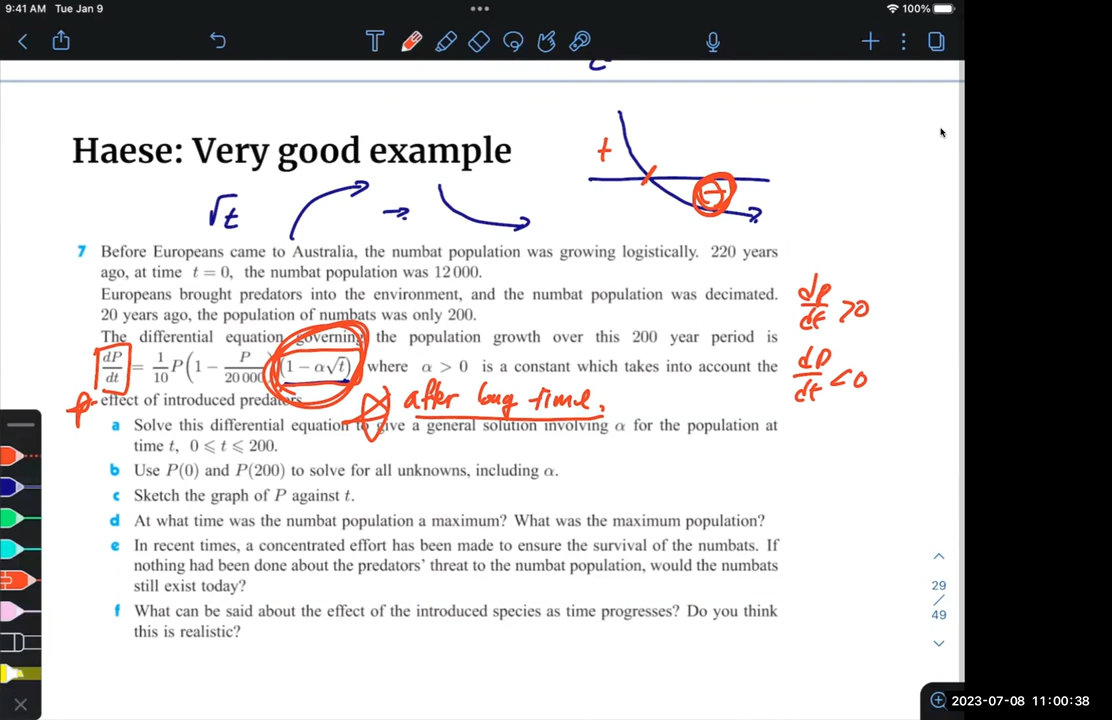 9:41 AM Tue Jan 9
100%
Haese: Very good example
+
−
√t
7 Before Europeans came to Australia, the numbat population was growing logistically. 220 years
ago, at time t = 0, the numbat population was 12 000.
Europeans brought predators into the environment, and the numbat population was decimated.
20 years ago, the population of numbats was only 200.
The differential equation governing the population growth over this 200 year period is
dP/dt = 1/10 P(1 − P/20 000)(1 − α√t) where α > 0 is a constant which takes into account the
effect of introduced predators.
dP/dt > 0
dP/dt < 0
after long time,
a Solve this differential equation to give a general solution involving α for the population at
time t, 0 ⩽ t ⩽ 200.
b Use P(0) and P(200) to solve for all unknowns, including α.
c Sketch the graph of P against t.
d At what time was the numbat population a maximum? What was the maximum population?
e In recent times, a concentrated effort has been made to ensure the survival of the numbats. If
nothing had been done about the predators' threat to the numbat population, would the numbats
still exist today?
f What can be said about the effect of the introduced species as time progresses? Do you think
this is realistic?
29
/
49
2023-07-08 11:00:38